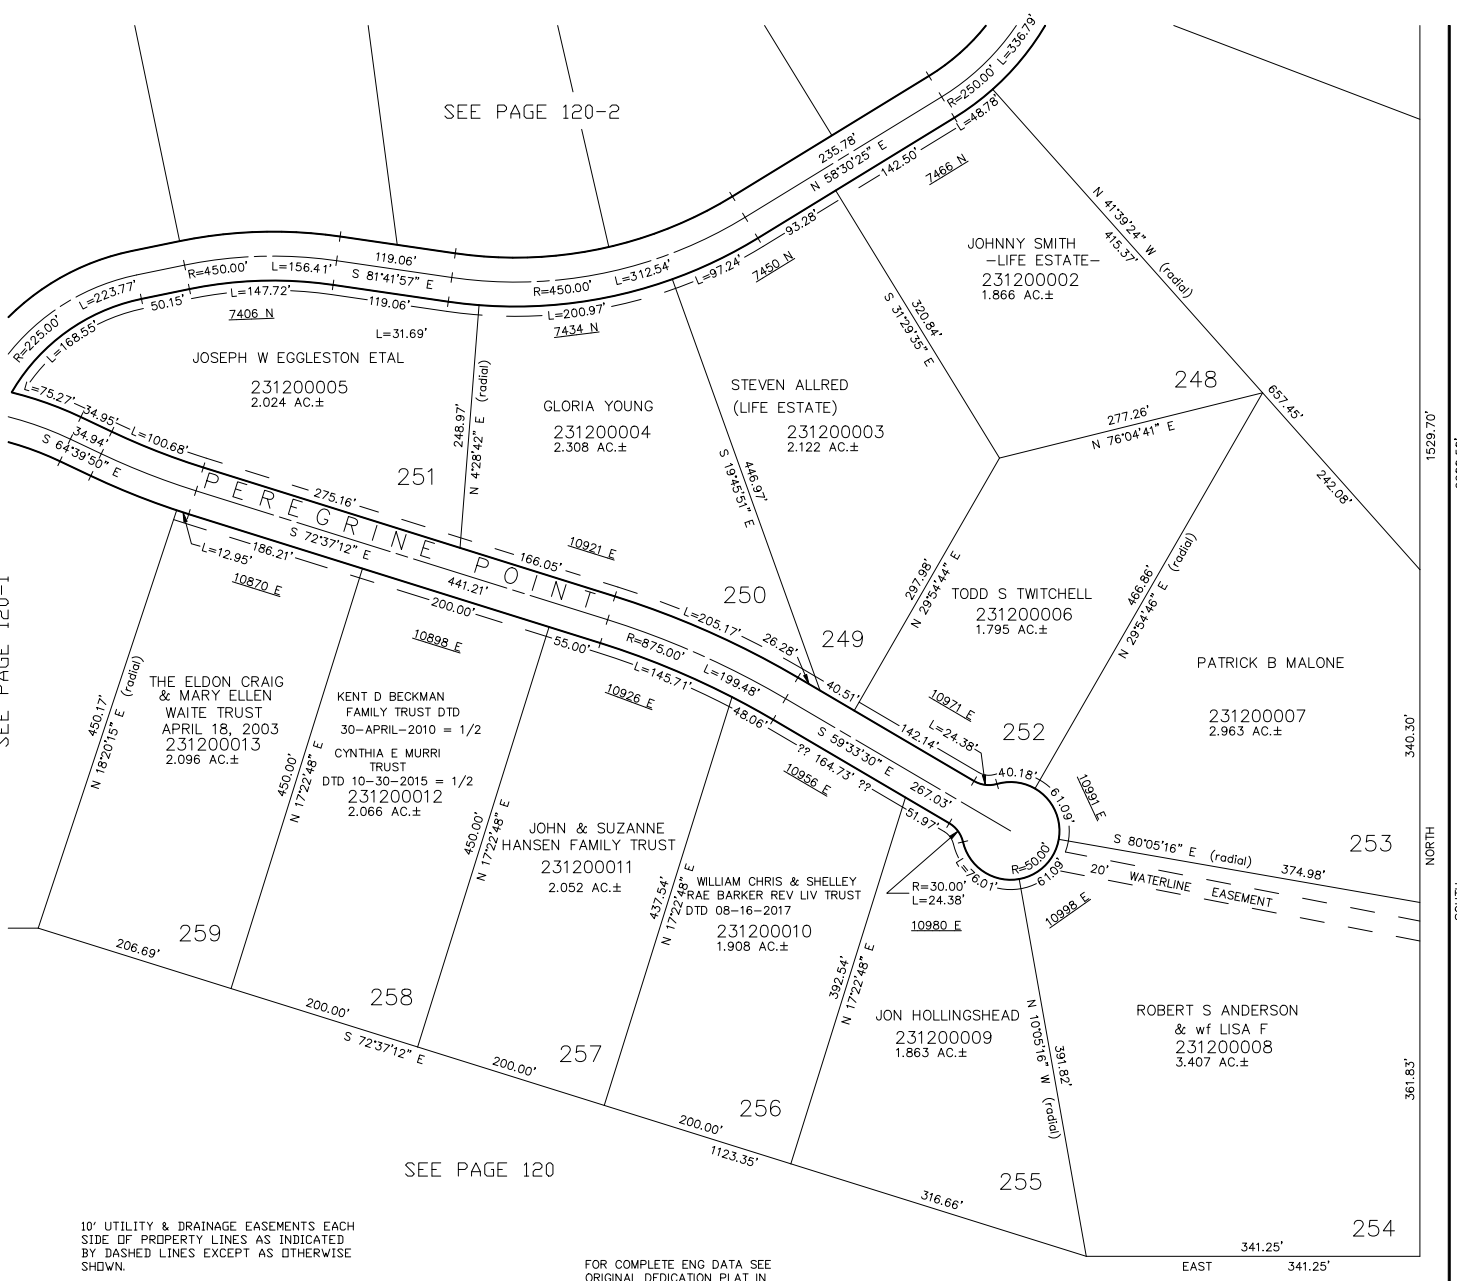 SEE PAGE 120-2
L=336.79'
R=250.00'
L=48.78'
235.78'
N 58°30'25" E
142.50'
7466 N
93.28'
7450 N
L=97.24'
L=312.54'
R=450.00'
L=200.97'
7434 N
119.06'
S 81°41'57" E
119.06'
L=156.41'
R=450.00'
L=147.72'
7406 N
50.15'
L=223.77'
R=225.00'
L=168.55'
L=31.69'
JOSEPH W EGGLESTON ETAL
231200005
2.024 AC.±
251
248.97'
N 4°28'42" E (radial)
GLORIA YOUNG
231200004
2.308 AC.±
250
446.97'
S 19°45'51" E
STEVEN ALLRED
(LIFE ESTATE)
231200003
2.122 AC.±
249
320.84'
S 31°29'35" E
JOHNNY SMITH
-LIFE ESTATE-
231200002
1.866 AC.±
248
N 41°39'24" W (radial)
415.37'
657.45'
242.08'
277.26'
N 76°04'41" E
1529.70'
NORTH
340.30'
361.83'
L=75.27'
34.95'
L=100.68'
34.94'
S 64°39'50" E
PEREGRINE POINT
275.16'
S 72°37'12" E
441.21'
166.05'
10921 E
L=205.17'
26.28'
40.51'
142.14'
L=24.38'
40.18'
10971 E
R=875.00'
L=199.48'
S 59°33'30" E
267.03'
L=12.95'
186.21'
10870 E
200.00'
10898 E
55.00'
L=145.71'
10926 E
48.06'
?? 164.73' ??
10956 E
51.97'
R=30.00'
L=24.38'
10980 E
L=76.01'
R=50.00'
61.09'
10998 E
61.09'
10991 E
297.98'
N 29°54'44" E
TODD S TWITCHELL
231200006
1.795 AC.±
252
466.86'
N 29°54'46" E (radial)
PATRICK B MALONE
231200007
2.963 AC.±
253
S 80°05'16" E (radial)
374.98'
20' WATERLINE EASEMENT
SEE PAGE 120-1
THE ELDON CRAIG
& MARY ELLEN
WAITE TRUST
APRIL 18, 2003
231200013
2.096 AC.±
259
450.17'
N 18°20'15" E (radial)
KENT D BECKMAN
FAMILY TRUST DTD
30-APRIL-2010 = 1/2
CYNTHIA E MURRI
TRUST
DTD 10-30-2015 = 1/2
231200012
2.066 AC.±
258
450.00'
N 17°22'48" E
JOHN & SUZANNE
HANSEN FAMILY TRUST
231200011
2.052 AC.±
257
450.00'
N 17°22'48" E
WILLIAM CHRIS & SHELLEY
RAE BARKER REV LIV TRUST
DTD 08-16-2017
231200010
1.908 AC.±
256
437.54'
N 17°22'48" E
JON HOLLINGSHEAD
231200009
1.863 AC.±
255
392.54'
N 17°22'48" E
N 10°05'16" W (radial)
391.82'
ROBERT S ANDERSON
& wf LISA F
231200008
3.407 AC.±
254
206.69'
200.00'
S 72°37'12" E
200.00'
200.00'
1123.35'
316.66'
341.25'
EAST 341.25'
SEE PAGE 120
10' UTILITY & DRAINAGE EASEMENTS EACH
SIDE OF PROPERTY LINES AS INDICATED
BY DASHED LINES EXCEPT AS OTHERWISE
SHOWN.
FOR COMPLETE ENG DATA SEE
ORIGINAL DEDICATION PLAT IN